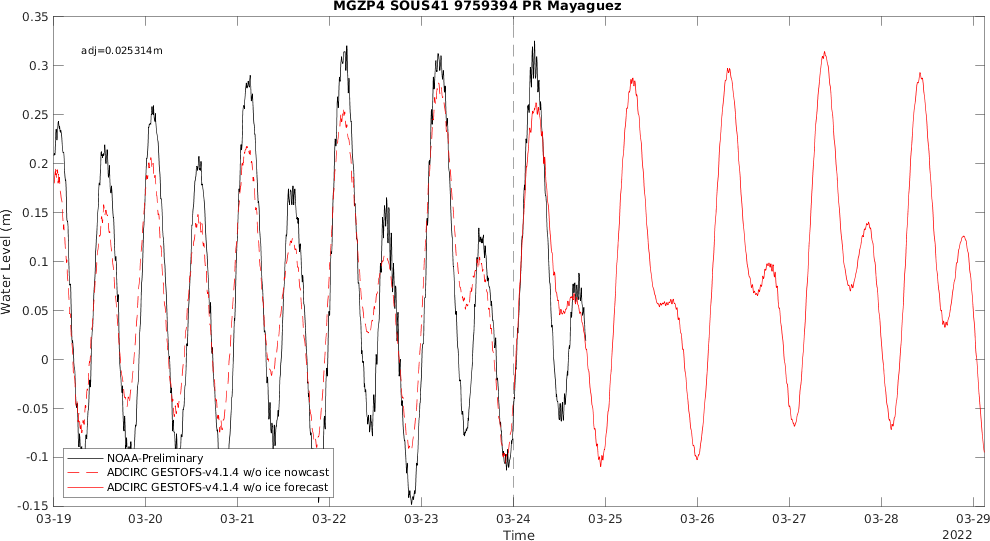 MGZP4 SOUS41 9759394 PR Mayaguez
0.35
adj=0.025314m
0.3
0.25
0.2
0.15
0.1
0.05
0
-0.05
-0.1
-0.15
Water Level (m)
NOAA-Preliminary
ADCIRC GESTOFS-v4.1.4 w/o ice nowcast
ADCIRC GESTOFS-v4.1.4 w/o ice forecast
03-19 03-20 03-21 03-22 03-23 03-24 03-25 03-26 03-27 03-28 03-29
Time
2022